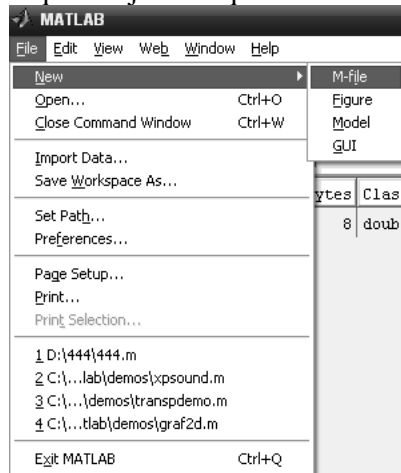 MATLAB
File Edit View Web Window Help
New M-file
Open... Ctrl+O Figure
Close Command Window Ctrl+W Model
GUI
Import Data...
Save Workspace As...
ytes Clas
Set Path...
8 doub
Preferences...
Page Setup...
Print...
Print Selection...
1 D:\444\444.m
2 C:\...lab\demos\xpsound.m
3 C:\...\demos\transpdemo.m
4 C:\...tlab\demos\graf2d.m
Exit MATLAB Ctrl+Q